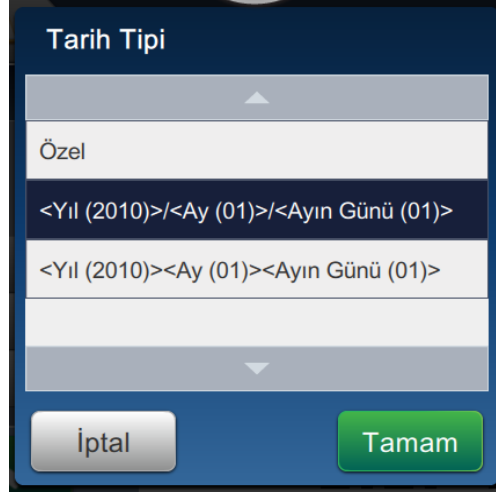 Tarih Tipi
Özel
<Yıl (2010)>/<Ay (01)>/<Ayın Günü (01)>
<Yıl (2010)><Ay (01)><Ayın Günü (01)>
İptal
Tamam